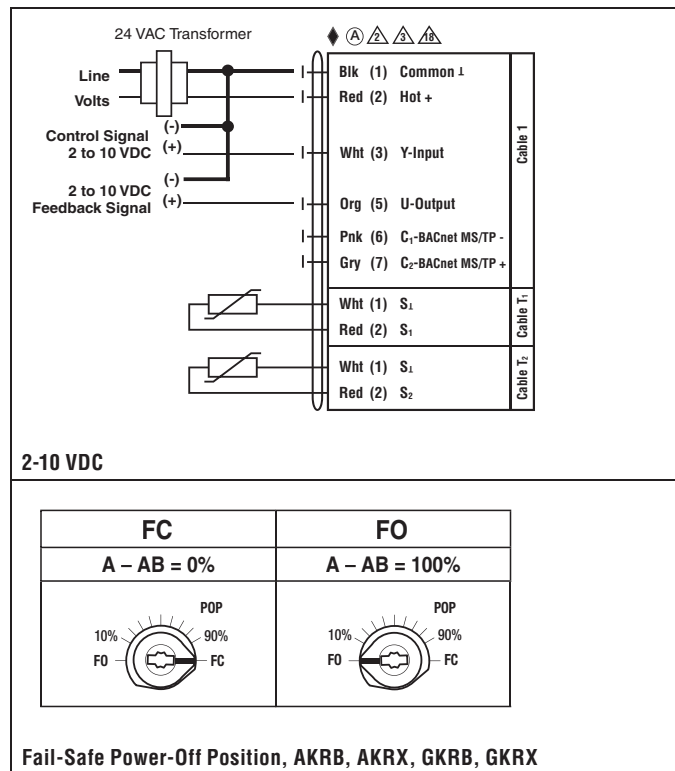 24 VAC Transformer
A 2 3 18
Line
Volts
Blk (1) Common ⊥
Red (2) Hot +
Control Signal (-)
2 to 10 VDC (+)
Wht (3) Y-Input
(-)
2 to 10 VDC
Feedback Signal (+)
Org (5) U-Output
Pnk (6) C₁-BACnet MS/TP -
Gry (7) C₂-BACnet MS/TP +
Cable 1
Wht (1) S⊥
Red (2) S₁
Cable T₁
Wht (1) S⊥
Red (2) S₂
Cable T₂
2-10 VDC
FC FO
A – AB = 0% A – AB = 100%
POP POP
10% 90% 10% 90%
FO FC FO FC
Fail-Safe Power-Off Position, AKRB, AKRX, GKRB, GKRX